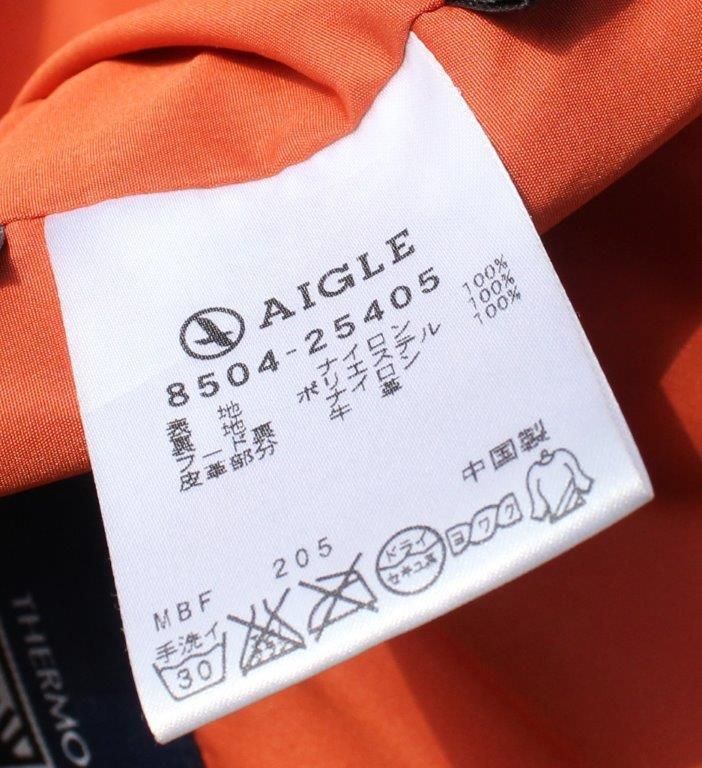 AIGLE
8504-25405
表 地 ナイロン 100%
裏 地 ポリエステル 100%
フード裏 ナイロン 100%
皮革部分 牛 革
中国製
MBF 205
手洗イ
30
ドライ
セキユ系
ヨワク
THERMO